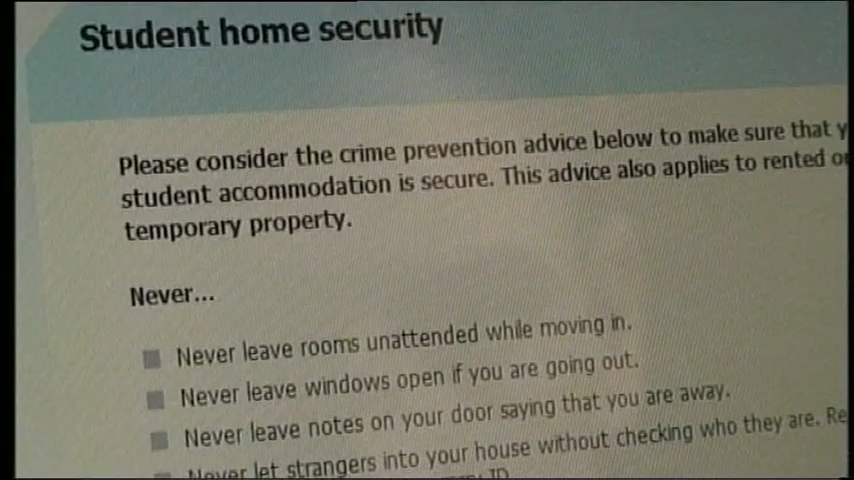 Student home security
Please consider the crime prevention advice below to make sure that
student accommodation is secure. This advice also applies to rented
temporary property.
Never...
Never leave rooms unattended while moving in.
Never leave windows open if you are going out.
Never leave notes on your door saying that you are away.
Never let strangers into your house without checking who they are.
ID